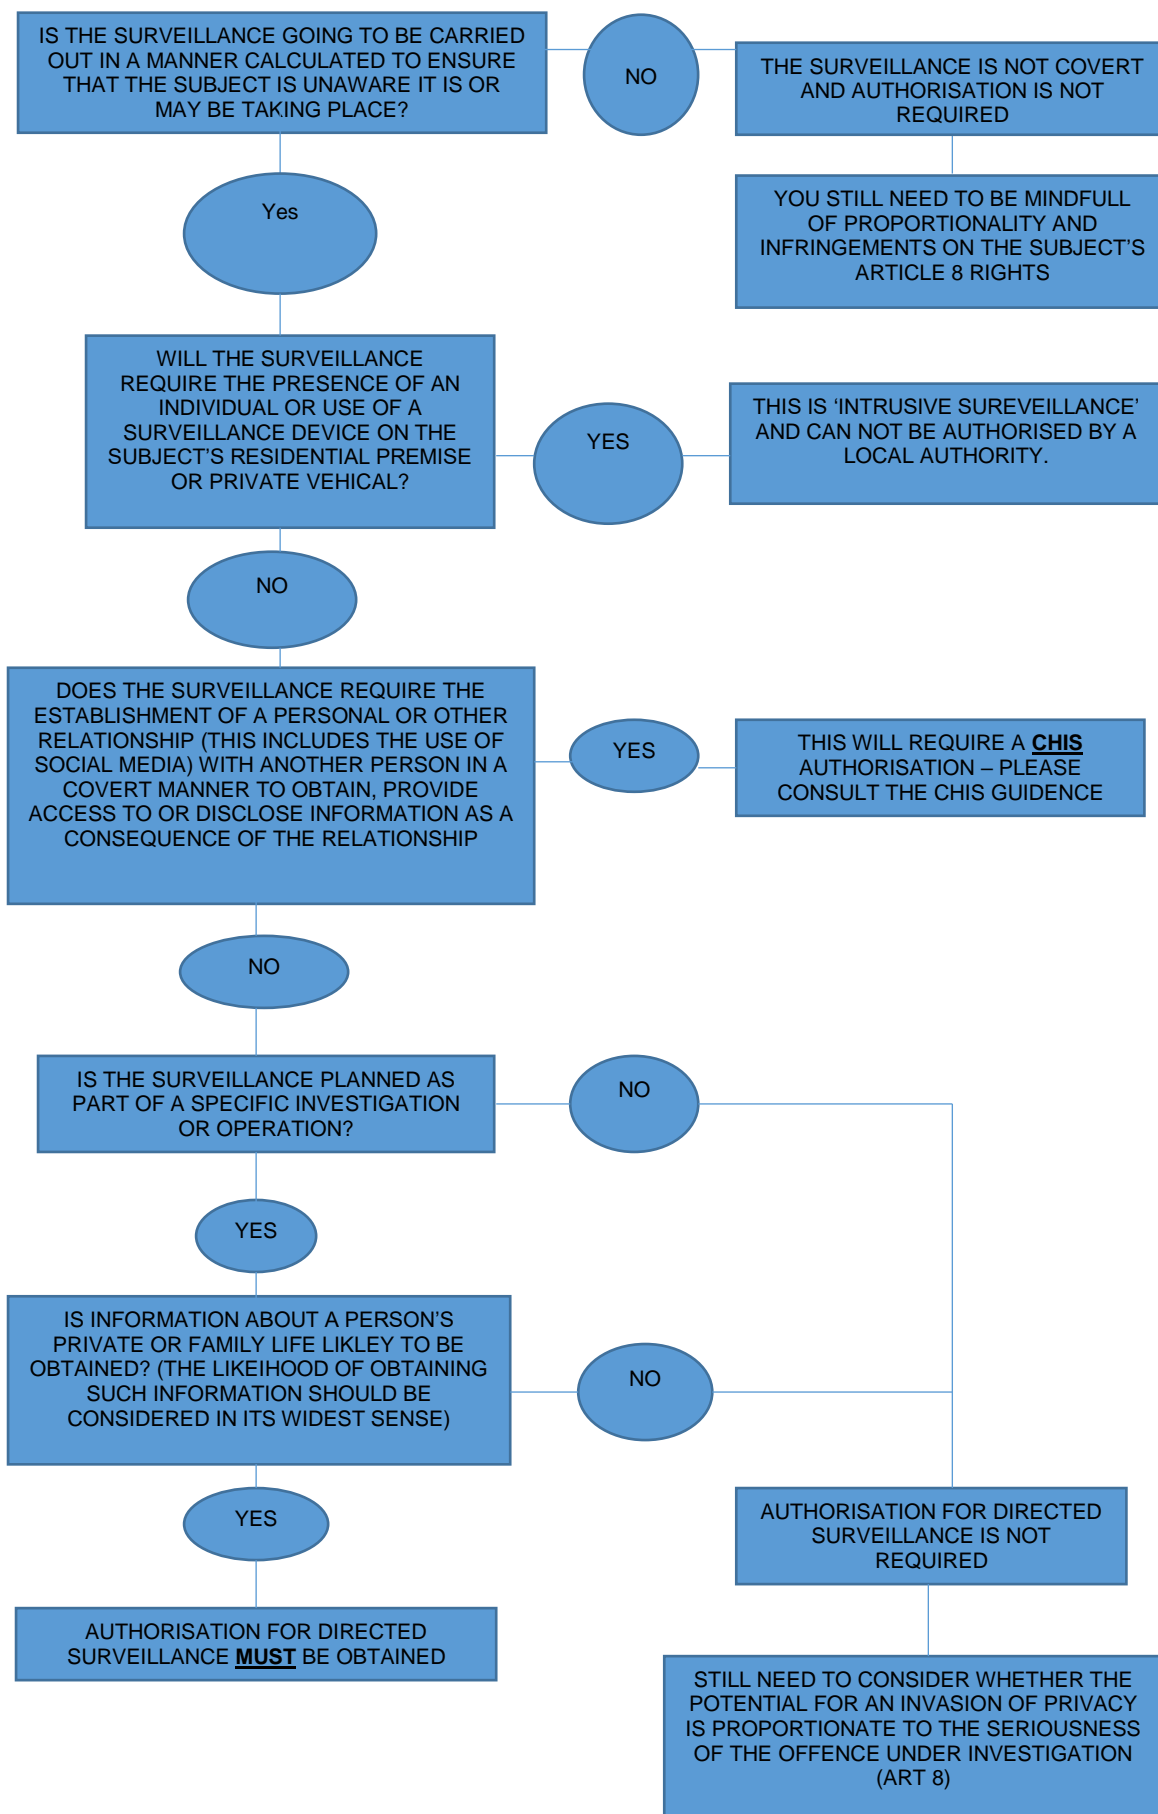 IS THE SURVEILLANCE GOING TO BE CARRIED
OUT IN A MANNER CALCULATED TO ENSURE
THAT THE SUBJECT IS UNAWARE IT IS OR
MAY BE TAKING PLACE?
NO
THE SURVEILLANCE IS NOT COVERT
AND AUTHORISATION IS NOT
REQUIRED
YOU STILL NEED TO BE MINDFULL
OF PROPORTIONALITY AND
INFRINGEMENTS ON THE SUBJECT'S
ARTICLE 8 RIGHTS
Yes
WILL THE SURVEILLANCE
REQUIRE THE PRESENCE OF AN
INDIVIDUAL OR USE OF A
SURVEILLANCE DEVICE ON THE
SUBJECT'S RESIDENTIAL PREMISE
OR PRIVATE VEHICAL?
YES
THIS IS 'INTRUSIVE SUREVEILLANCE'
AND CAN NOT BE AUTHORISED BY A
LOCAL AUTHORITY.
NO
DOES THE SURVEILLANCE REQUIRE THE
ESTABLISHMENT OF A PERSONAL OR OTHER
RELATIONSHIP (THIS INCLUDES THE USE OF
SOCIAL MEDIA) WITH ANOTHER PERSON IN A
COVERT MANNER TO OBTAIN, PROVIDE
ACCESS TO OR DISCLOSE INFORMATION AS A
CONSEQUENCE OF THE RELATIONSHIP
YES
THIS WILL REQUIRE A CHIS
AUTHORISATION – PLEASE
CONSULT THE CHIS GUIDENCE
NO
IS THE SURVEILLANCE PLANNED AS
PART OF A SPECIFIC INVESTIGATION
OR OPERATION?
NO
YES
IS INFORMATION ABOUT A PERSON'S
PRIVATE OR FAMILY LIFE LIKLEY TO BE
OBTAINED? (THE LIKEIHOOD OF OBTAINING
SUCH INFORMATION SHOULD BE
CONSIDERED IN ITS WIDEST SENSE)
NO
YES
AUTHORISATION FOR DIRECTED
SURVEILLANCE IS NOT
REQUIRED
AUTHORISATION FOR DIRECTED
SURVEILLANCE MUST BE OBTAINED
STILL NEED TO CONSIDER WHETHER THE
POTENTIAL FOR AN INVASION OF PRIVACY
IS PROPORTIONATE TO THE SERIOUSNESS
OF THE OFFENCE UNDER INVESTIGATION
(ART 8)